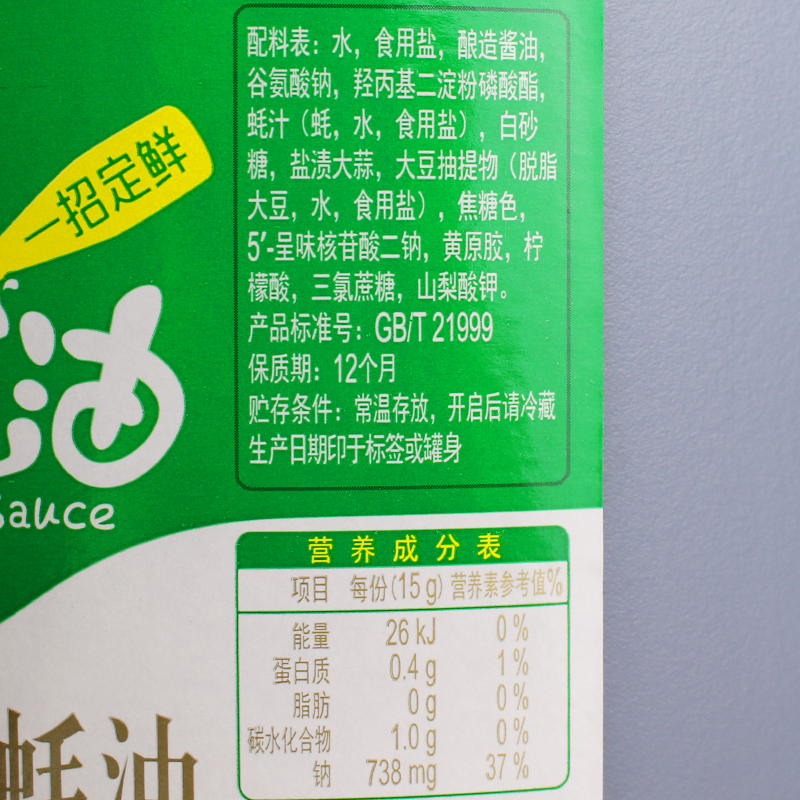 配料表：水，食用盐，酿造酱油，
谷氨酸钠，羟丙基二淀粉磷酸酯，
蚝汁（蚝，水，食用盐），白砂
糖，盐渍大蒜，大豆抽提物（脱脂
大豆，水，食用盐），焦糖色，
5′-呈味核苷酸二钠，黄原胶，柠
檬酸，三氯蔗糖，山梨酸钾。
产品标准号：GB/T 21999
保质期：12个月
贮存条件：常温存放，开启后请冷藏
生产日期印于标签或罐身
一招定鲜
油
sauce
营养成分表
项目 每份(15 g) 营养素参考值%
能量 26 kJ 0 %
蛋白质 0.4 g 1 %
脂肪 0 g 0 %
碳水化合物 1.0 g 0 %
钠 738 mg 37 %
蚝油